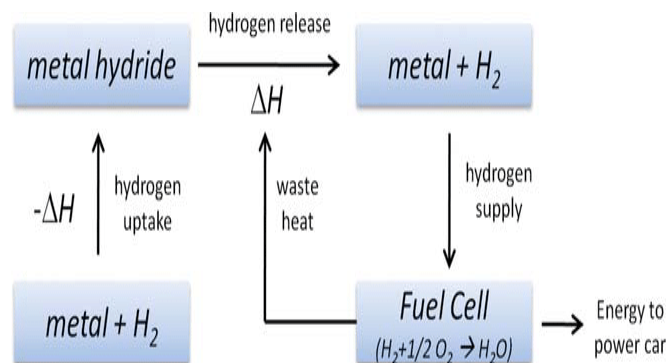 hydrogen release
metal hydride
metal + H₂
ΔH
-ΔH
hydrogen
uptake
waste
heat
hydrogen
supply
metal + H₂
Fuel Cell
(H₂+1/2 O₂ → H₂O)
Energy to
power car